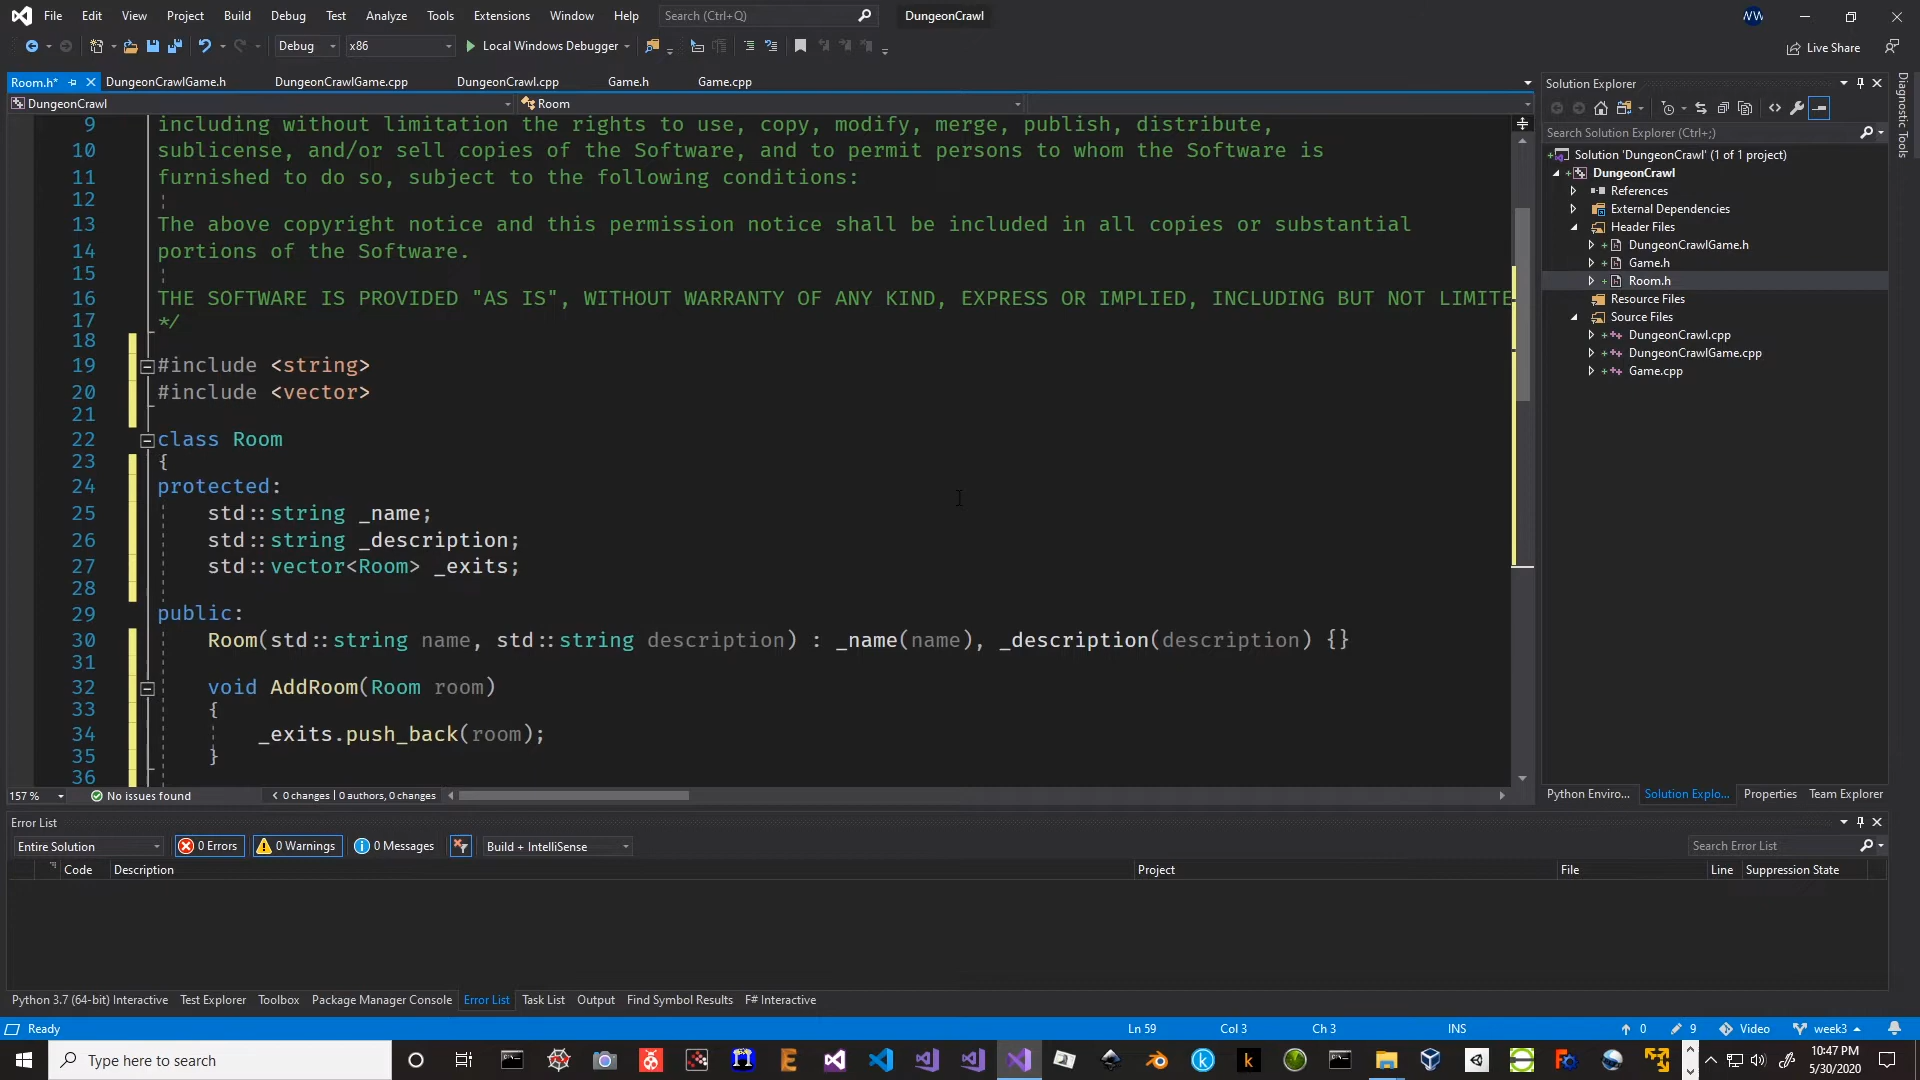 File Edit View Project Build Debug Test Analyze Tools Extensions Window Help Search (Ctrl+Q) DungeonCrawl
Debug x86 Local Windows Debugger Live Share
Room.h* DungeonCrawlGame.h DungeonCrawlGame.cpp DungeonCrawl.cpp Game.h Game.cpp
DungeonCrawl Room
9 including without limitation the rights to use, copy, modify, merge, publish, distribute,
10 sublicense, and/or sell copies of the Software, and to permit persons to whom the Software is
11 furnished to do so, subject to the following conditions:
12
13 The above copyright notice and this permission notice shall be included in all copies or substantial
14 portions of the Software.
15
16 THE SOFTWARE IS PROVIDED "AS IS", WITHOUT WARRANTY OF ANY KIND, EXPRESS OR IMPLIED, INCLUDING BUT NOT LIMITE
17 */
18
19 #include <string>
20 #include <vector>
21
22 class Room
23 {
24 protected:
25 std::string _name;
26 std::string _description;
27 std::vector<Room> _exits;
28
29 public:
30 Room(std::string name, std::string description) : _name(name), _description(description) {}
31
32 void AddRoom(Room room)
33 {
34 _exits.push_back(room);
35 }
36
157 % No issues found < 0 changes | 0 authors, 0 changes
Solution Explorer
Search Solution Explorer (Ctrl+;)
Solution 'DungeonCrawl' (1 of 1 project)
DungeonCrawl
References
External Dependencies
Header Files
DungeonCrawlGame.h
Game.h
Room.h
Resource Files
Source Files
DungeonCrawl.cpp
DungeonCrawlGame.cpp
Game.cpp
Python Enviro... Solution Explo... Properties Team Explorer
Diagnostic Tools
Error List
Entire Solution 0 Errors 0 Warnings 0 Messages Build + IntelliSense Search Error List
Code Description Project File Line Suppression State
Python 3.7 (64-bit) Interactive Test Explorer Toolbox Package Manager Console Error List Task List Output Find Symbol Results F# Interactive
Ready Ln 59 Col 3 Ch 3 INS 0 9 Video week3
Type here to search 10:47 PM
5/30/2020